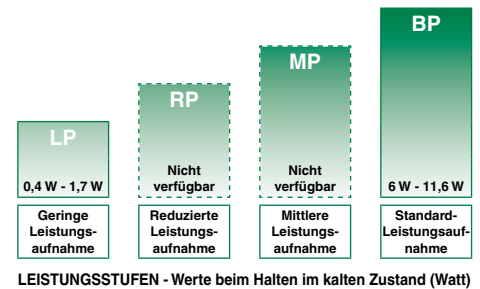 LP
0,4 W - 1,7 W
Geringe
Leistungs-
aufnahme
RP
Nicht
verfügbar
Reduzierte
Leistungs-
aufnahme
MP
Nicht
verfügbar
Mittlere
Leistungs-
aufnahme
BP
6 W - 11,6 W
Standard-
Leistungsauf-
nahme
LEISTUNGSSTUFEN - Werte beim Halten im kalten Zustand (Watt)